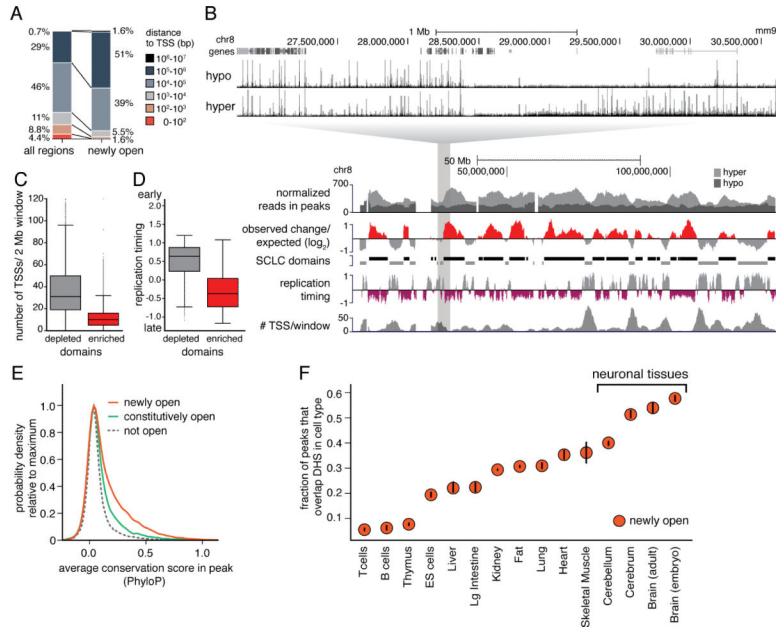 A
distance
to TSS (bp)
0.7%
29%
46%
11%
8.8%
4.4%
1.6%
51%
39%
5.5%
1.6%
10⁶-10⁷
10⁵-10⁶
10⁴-10⁵
10³-10⁴
10²-10³
0-10²
all regions
newly open
B
1 Mb
mm9
chr8
27,500,000
28,000,000
28,500,000
29,000,000
29,500,000
30,000,000
30,500,000
genes
hypo
hyper
50 Mb
chr8
50,000,000
100,000,000
hyper
hypo
700
normalized
reads in peaks
0
1
observed change/
expected (log₂)
-1
SCLC domains
1
replication
timing
-1
50
# TSS/window
0
C
number of TSSs/ 2 Mb window
120
100
80
60
40
20
0
depleted
enriched
domains
D
early
replication timing
1.5
1.0
0.5
0.0
-0.5
-1.0
late
depleted
enriched
domains
E
probability density
relative to maximum
1.0
0.8
0.6
0.4
0.2
0
newly open
constitutively open
not open
0.0
0.5
1.0
average conservation score in peak
(PhyloP)
F
neuronal tissues
fraction of peaks that
overlap DHS in cell type
0.6
0.5
0.4
0.3
0.2
0.1
newly open
Tcells
B cells
Thymus
ES cells
Liver
Lg Intestine
Kidney
Fat
Lung
Heart
Skeletal Muscle
Cerebellum
Cerebrum
Brain (adult)
Brain (embryo)